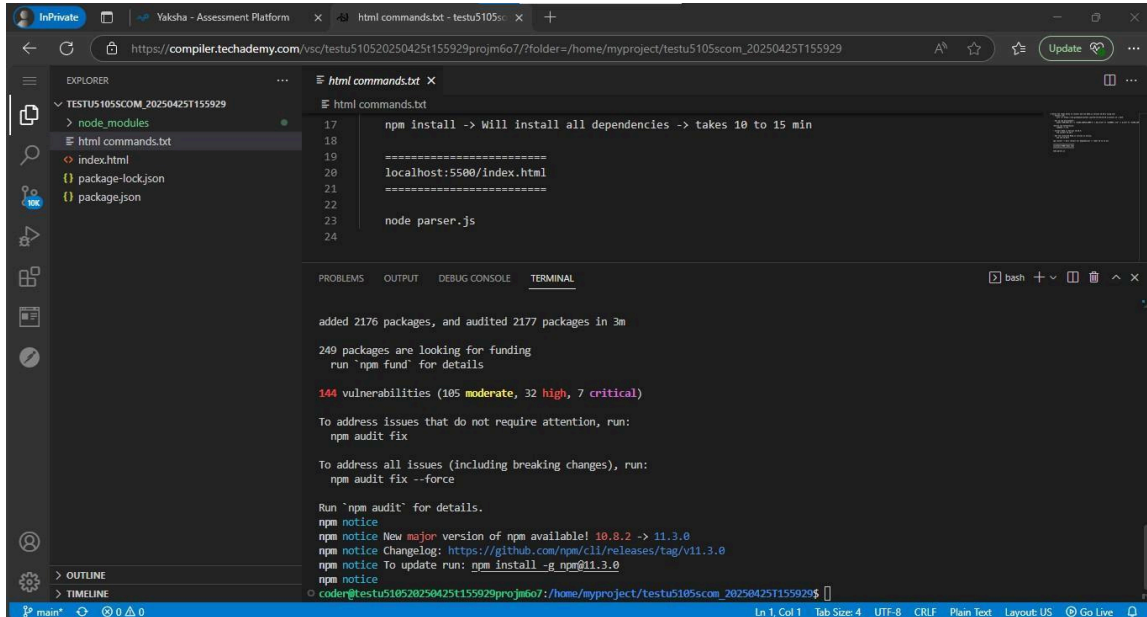 InPrivate
Yaksha - Assessment Platform
html commands.txt - testu5105sc
https://compiler.techademy.com/vsc/testu510520250425t155929projm6o7/?folder=/home/myproject/testu5105scom_20250425T155929
Update
EXPLORER
TESTU5105SCOM_20250425T155929
node_modules
html commands.txt
index.html
package-lock.json
package.json
10K
html commands.txt
html commands.txt
17 npm install -> Will install all dependencies -> takes 10 to 15 min
18
19 =========================
20 localhost:5500/index.html
21 =========================
22
23 node parser.js
24
PROBLEMS OUTPUT DEBUG CONSOLE TERMINAL
bash
added 2176 packages, and audited 2177 packages in 3m
249 packages are looking for funding
run `npm fund` for details
144 vulnerabilities (105 moderate, 32 high, 7 critical)
To address issues that do not require attention, run:
npm audit fix
To address all issues (including breaking changes), run:
npm audit fix --force
Run `npm audit` for details.
npm notice
npm notice New major version of npm available! 10.8.2 -> 11.3.0
npm notice Changelog: https://github.com/npm/cli/releases/tag/v11.3.0
npm notice To update run: npm install -g npm@11.3.0
npm notice
coder@testu510520250425t155929projm6o7:/home/myproject/testu5105scom_20250425T155929$
OUTLINE
TIMELINE
main* 0 0 Ln 1, Col 1 Tab Size: 4 UTF-8 CRLF Plain Text Layout: US Go Live